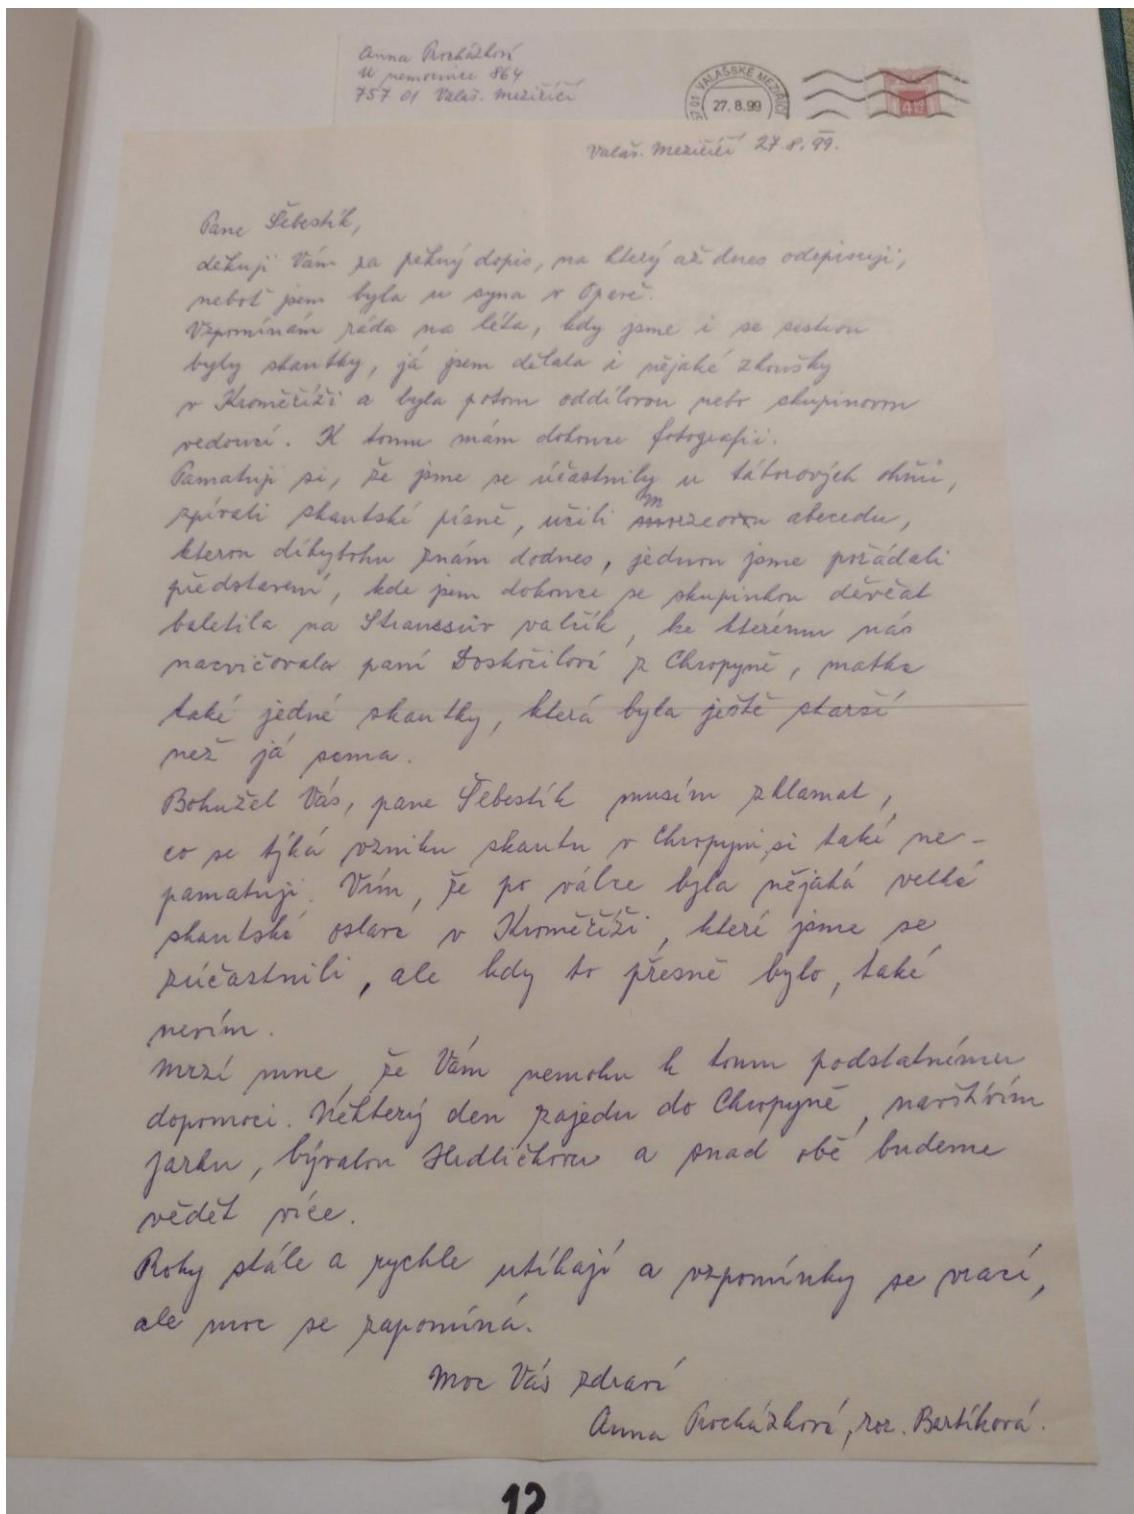 Anna Procházková
U nemocnice 864
757 01 Valaš. Meziříčí
757 01 VALAŠSKÉ MEZIŘÍČÍ
27.8.99
Valaš. Meziříčí 27.8.99.
Pane Šebestík,
děkuji Vám za pěkný dopis, na který až dnes odepisuji,
neboť jsem byla u syna v Opavě.
Vzpomínám ráda na léta, kdy jsme i se sestrou
byly skautky, já jsem dělala i nějaké zkoušky
v Kroměříži a byla potom oddílovou nebo skupinovou
vedoucí. K tomu mám dokonce fotografii.
Pamatuji si, že jsme se účastnily u táborových ohňů,
zpívali skautské písně, učili morzeovu abecedu,
kterou díkybohu znám dodnes, jednou jsme pořádali
představení, kde jsem dokonce se skupinkou děvčat
baletila na Straussův valčík, ke kterému nás
nacvičovala paní Doskočilová z Chropyně, matka
také jedné skautky, která byla ještě starší
než já sama.
Bohužel Vás, pane Šebestík musím zklamat,
co se týká vzniku skautu v Chropyni, si také ne-
pamatuji. Vím, že po válce byla nějaká velká
skautská oslava v Kroměříži, které jsme se
zúčastnili, ale kdy to přesně bylo, také
nevím.
Mrzí mne, že Vám nemohu k tomu podstatnému
dopomoci. Některý den zajedu do Chropyně, navštívím
Jarku, bývalou Hedlíčkovu a snad obě budeme
vědět více.
Roky stále a rychle utíkají a vzpomínky se vrací,
ale moc se zapomíná.
Moc Vás zdraví
Anna Procházková, roz. Bartíková.
12